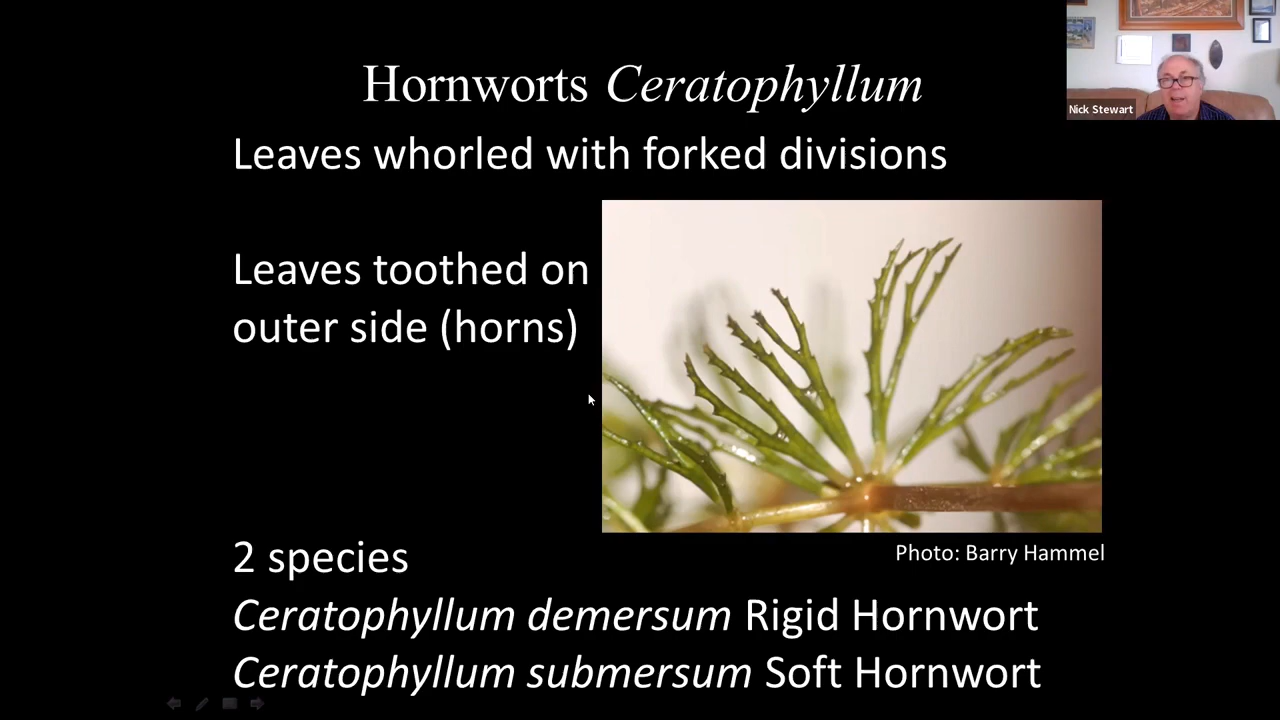 Hornworts Ceratophyllum
Nick Stewart
Leaves whorled with forked divisions
Leaves toothed on
outer side (horns)
Photo: Barry Hammel
2 species
Ceratophyllum demersum Rigid Hornwort
Ceratophyllum submersum Soft Hornwort